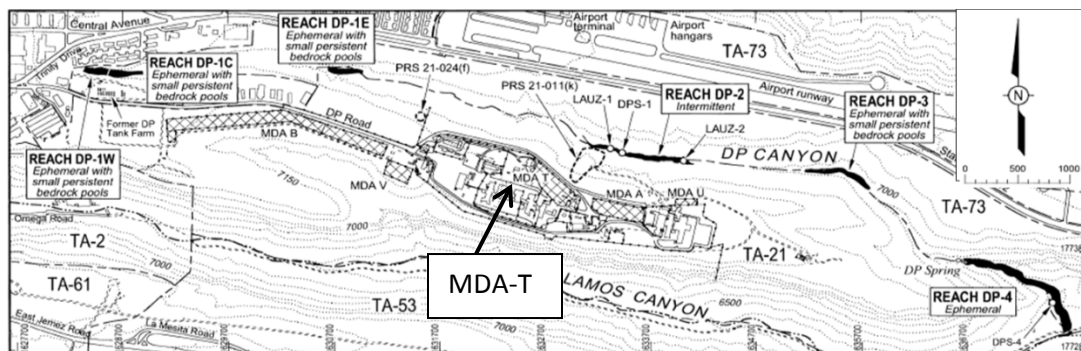 Central Avenue
Trinity Drive
REACH DP-1C
Ephemeral with
small persistent
bedrock pools
REACH DP-1E
Ephemeral with
small persistent
bedrock pools
Airport
terminal
Airport
hangars
TA-73
Airport runway
PRS 21-024(f)
PRS 21-011(k)
LAUZ-1
DPS-1
REACH DP-2
Intermittent
LAUZ-2
REACH DP-3
Ephemeral with
small persistent
bedrock pools
N
500
0
1000
Former DP
Tank Farm
MDA B
DP Road
REACH DP-1W
Ephemeral with
small persistent
bedrock pools
7150
MDA V
MDA T
MDA A
MDA U
DP CANYON
7000
TA-73
Omega Road
TA-2
7000
7000
TA-21
17736
DP Spring
MDA-T
TA-61
TA-53
LAMOS CANYON
6500
REACH DP-4
Ephemeral
East Jemez Road
La Mesita Road
7000
DPS-4
17728